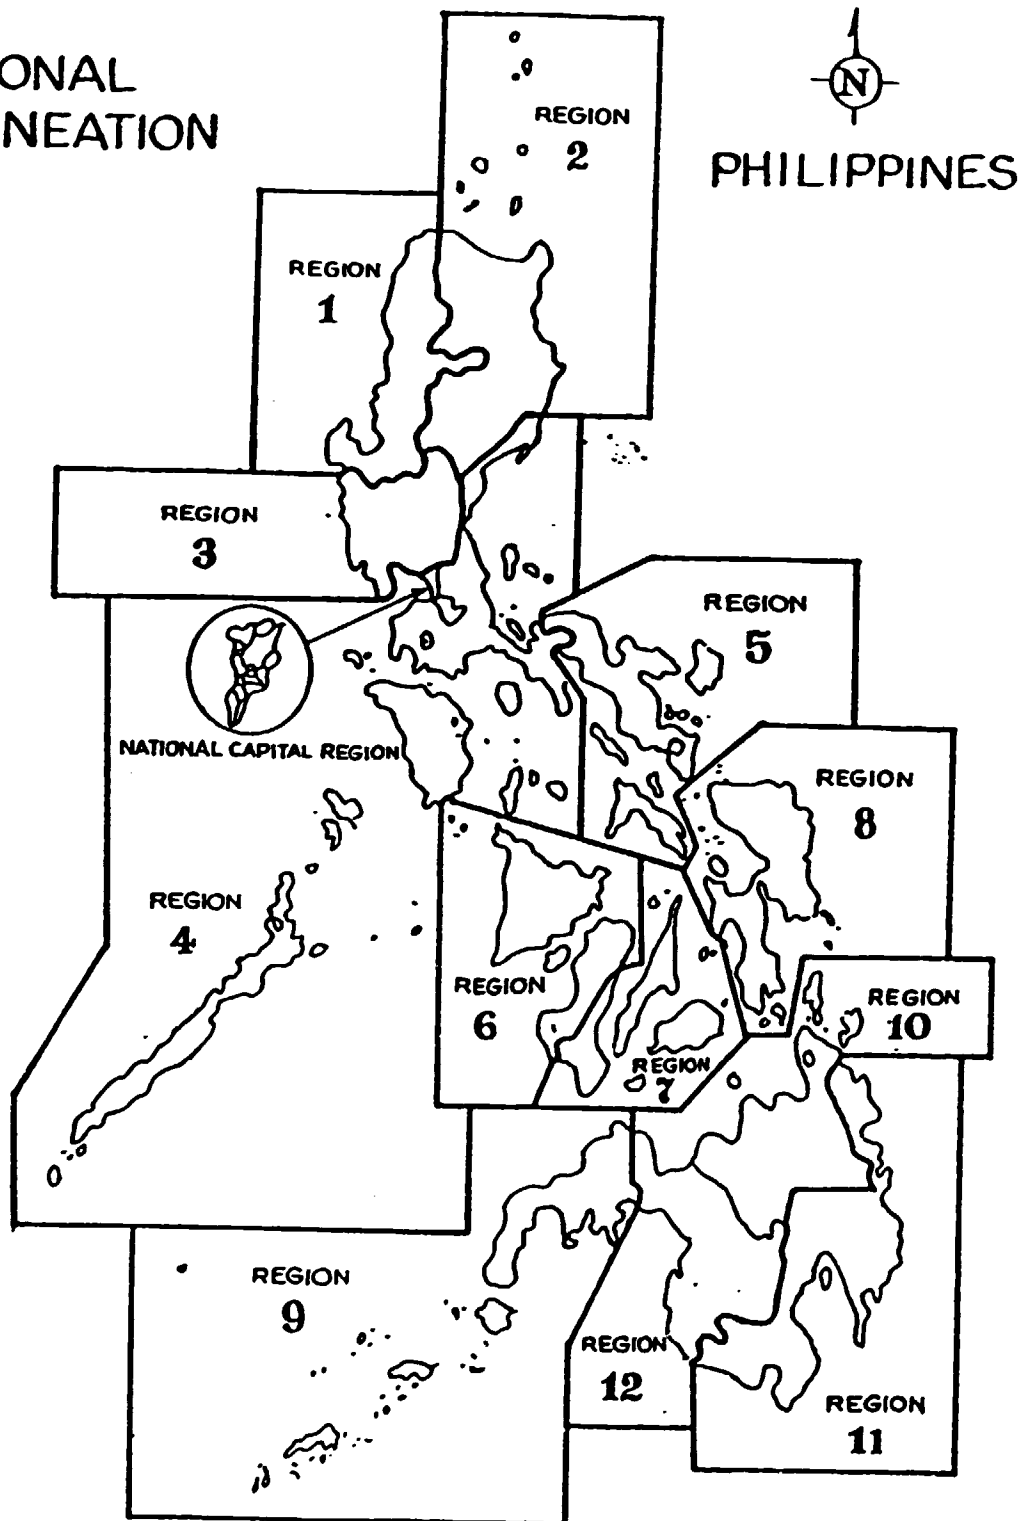 ONAL
NEATION
N
PHILIPPINES
REGION
2
REGION
1
REGION
3
REGION
5
NATIONAL CAPITAL REGION
REGION
8
REGION
4
REGION
6
REGION
10
REGION
7
REGION
9
REGION
12
REGION
11